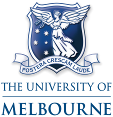 POSTERA CRESCAM LAUDE
THE UNIVERSITY OF
MELBOURNE